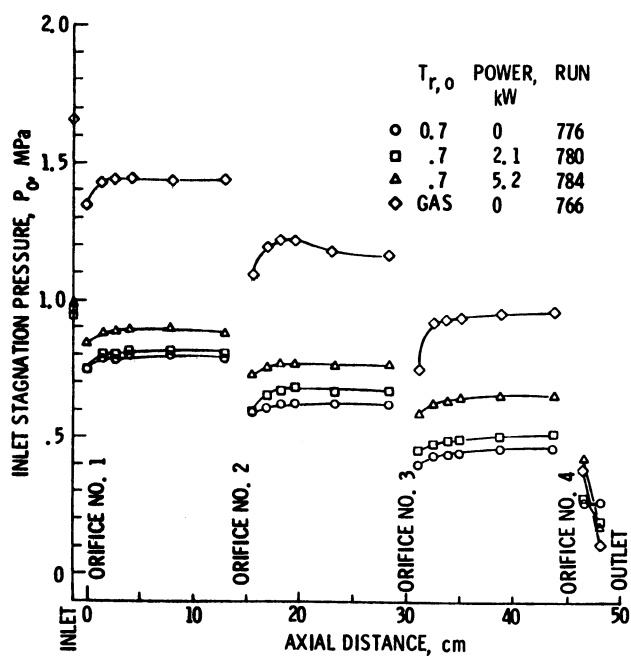 2.0
1.5
1.0
.5
0
INLET STAGNATION PRESSURE, P₀, MPa
T r, o POWER, kW RUN
0.7 0 776
.7 2.1 780
.7 5.2 784
GAS 0 766
ORIFICE NO. 1
ORIFICE NO. 2
ORIFICE NO. 3
ORIFICE NO. 4
OUTLET
INLET
0 10 20 30 40 50
AXIAL DISTANCE, cm